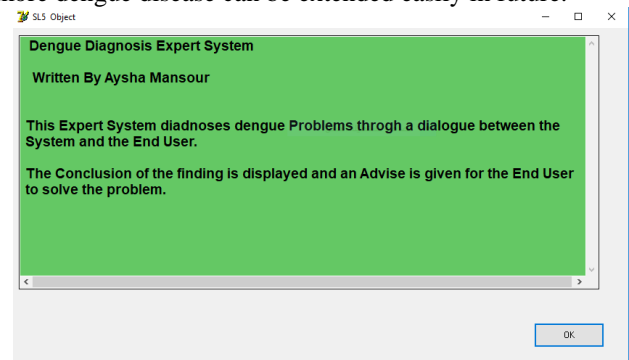 more dengue disease can be extended easily in future.
SL5 Object
Dengue Diagnosis Expert System
Written By Aysha Mansour
This Expert System diadnoses dengue Problems throgh a dialogue between the
System and the End User.
The Conclusion of the finding is displayed and an Advise is given for the End User
to solve the problem.
OK